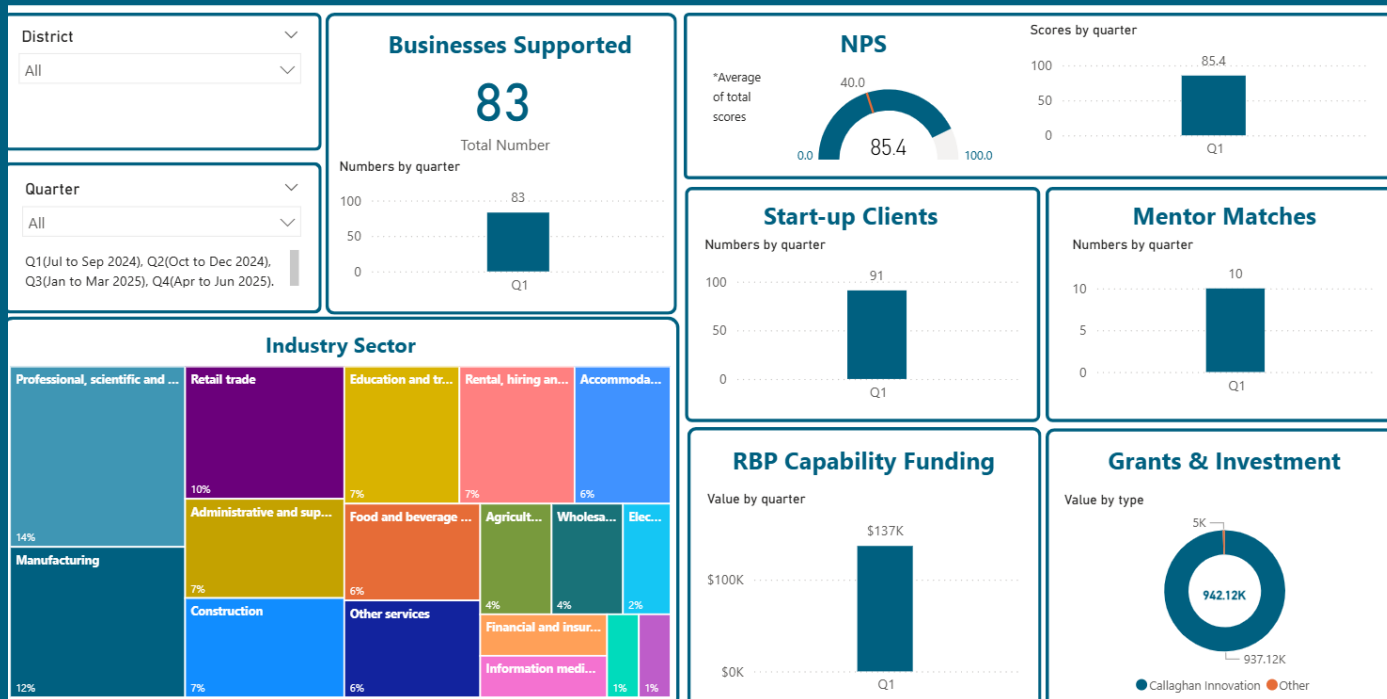 District
All
Quarter
All
Q1(Jul to Sep 2024), Q2(Oct to Dec 2024),
Q3(Jan to Mar 2025), Q4(Apr to Jun 2025).
Businesses Supported
83
Total Number
Numbers by quarter
100
83
50
0
Q1
NPS
*Average
of total
scores
40.0
0.0
85.4
100.0
Scores by quarter
100
85.4
50
0
Q1
Start-up Clients
Numbers by quarter
100
91
50
0
Q1
Mentor Matches
Numbers by quarter
10
10
5
0
Q1
Industry Sector
Professional, scientific and ...
14%
Manufacturing
12%
Retail trade
10%
Administrative and sup...
7%
Construction
7%
Education and tr...
7%
Rental, hiring an...
7%
Accommoda...
6%
Food and beverage ...
6%
Other services
6%
Agricult...
4%
Wholesa...
4%
Elec...
2%
Financial and insur...
Information medi...
1%
1%
RBP Capability Funding
Value by quarter
$137K
$100K
$0K
Q1
Grants & Investment
Value by type
5K
942.12K
937.12K
Callaghan Innovation
Other